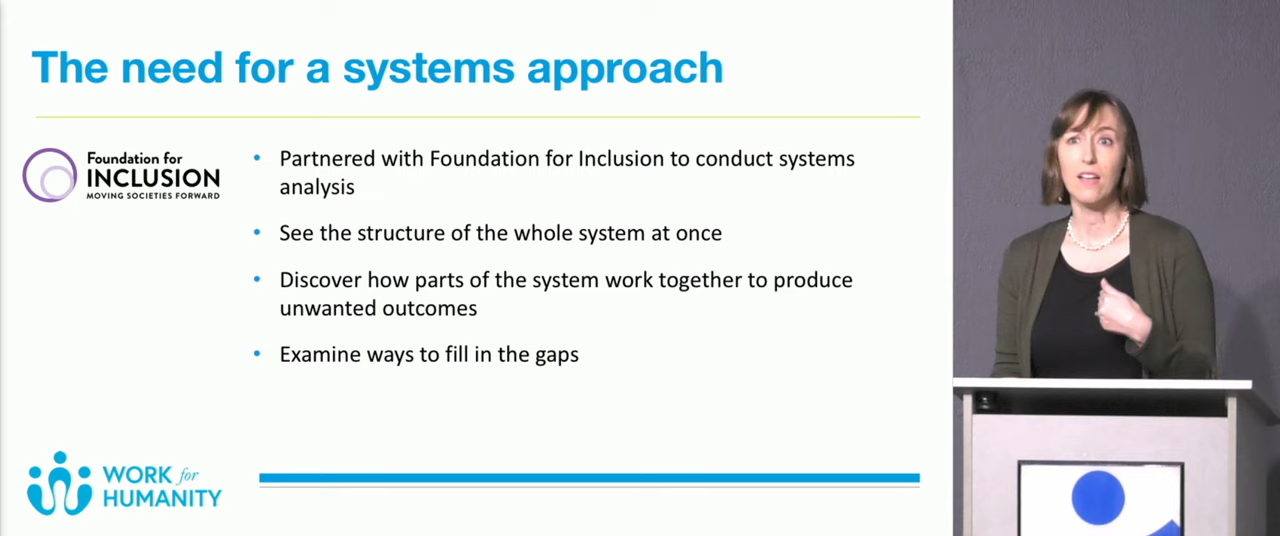 The need for a systems approach
Foundation for
INCLUSION
MOVING SOCIETIES FORWARD
• Partnered with Foundation for Inclusion to conduct systems
analysis
• See the structure of the whole system at once
• Discover how parts of the system work together to produce
unwanted outcomes
• Examine ways to fill in the gaps
WORK for
HUMANITY